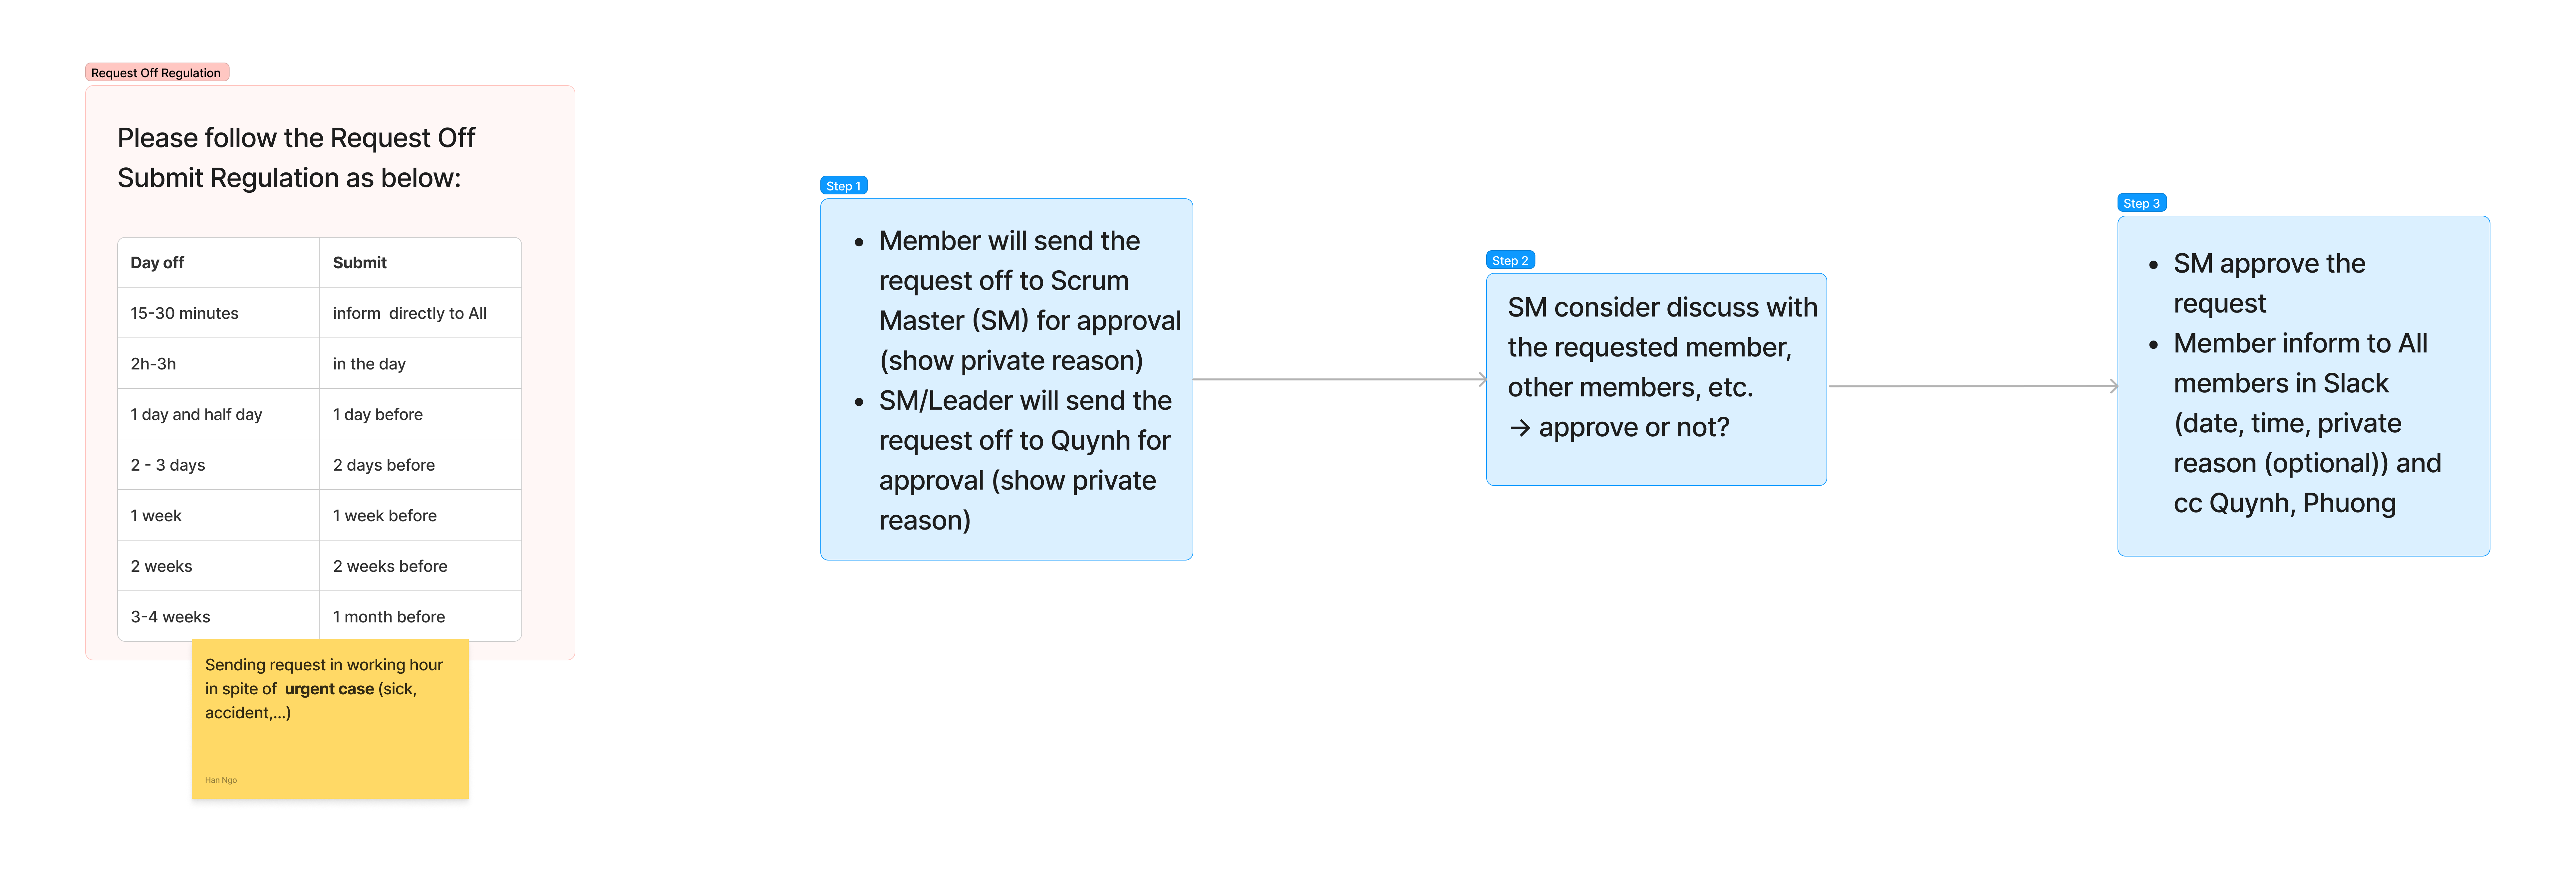 Request Off Regulation
Please follow the Request Off
Submit Regulation as below:
Day off Submit
15-30 minutes inform directly to All
2h-3h in the day
1 day and half day 1 day before
2 - 3 days 2 days before
1 week 1 week before
2 weeks 2 weeks before
3-4 weeks 1 month before
Sending request in working hour
in spite of urgent case (sick,
accident,...)
Han Ngo
Step 1
• Member will send the
request off to Scrum
Master (SM) for approval
(show private reason)
• SM/Leader will send the
request off to Quynh for
approval (show private
reason)
Step 2
SM consider discuss with
the requested member,
other members, etc.
→ approve or not?
Step 3
• SM approve the
request
• Member inform to All
members in Slack
(date, time, private
reason (optional)) and
cc Quynh, Phuong